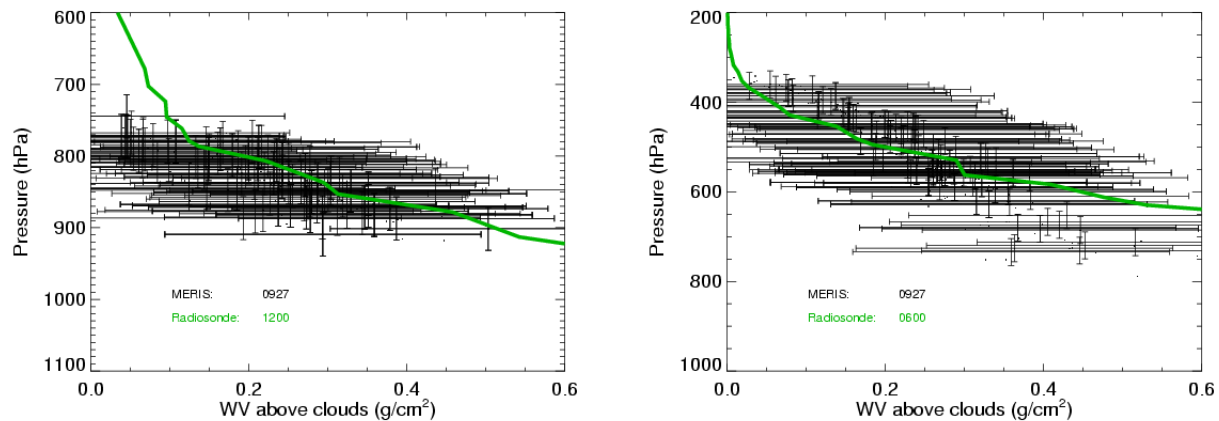 600
700
800
900
1000
1100
Pressure (hPa)
MERIS: 0927
Radiosonde: 1200
0.0 0.2 0.4 0.6
WV above clouds (g/cm²)
200
400
600
800
1000
Pressure (hPa)
MERIS: 0927
Radiosonde: 0600
0.0 0.2 0.4 0.6
WV above clouds (g/cm²)